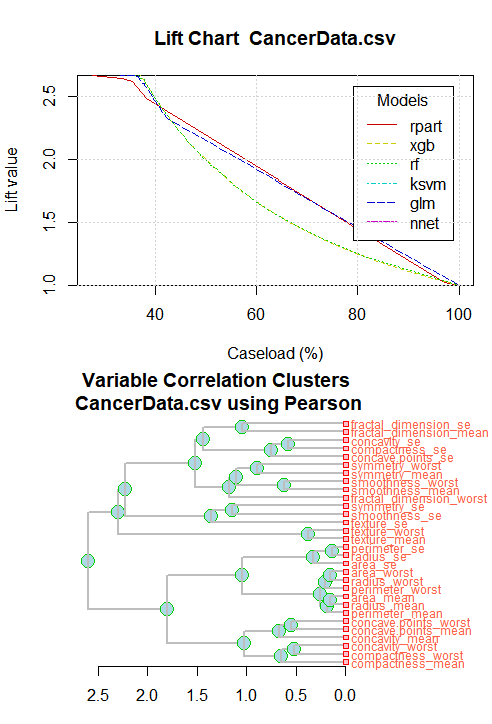 Lift Chart  CancerData.csv
Lift value
2.5
2.0
1.5
1.0
Models
rpart
xgb
rf
ksvm
glm
nnet
40
60
80
100
Caseload (%)
Variable Correlation Clusters
CancerData.csv using Pearson
fractal_dimension_se
fractal_dimension_mean
concavity_se
compactness_se
concave.points_se
symmetry_worst
symmetry_mean
smoothness_worst
smoothness_mean
fractal_dimension_worst
symmetry_se
smoothness_se
texture_se
texture_worst
texture_mean
perimeter_se
radius_se
area_se
area_worst
radius_worst
perimeter_worst
area_mean
radius_mean
perimeter_mean
concave.points_worst
concave.points_mean
concavity_mean
concavity_worst
compactness_worst
compactness_mean
2.5
2.0
1.5
1.0
0.5
0.0